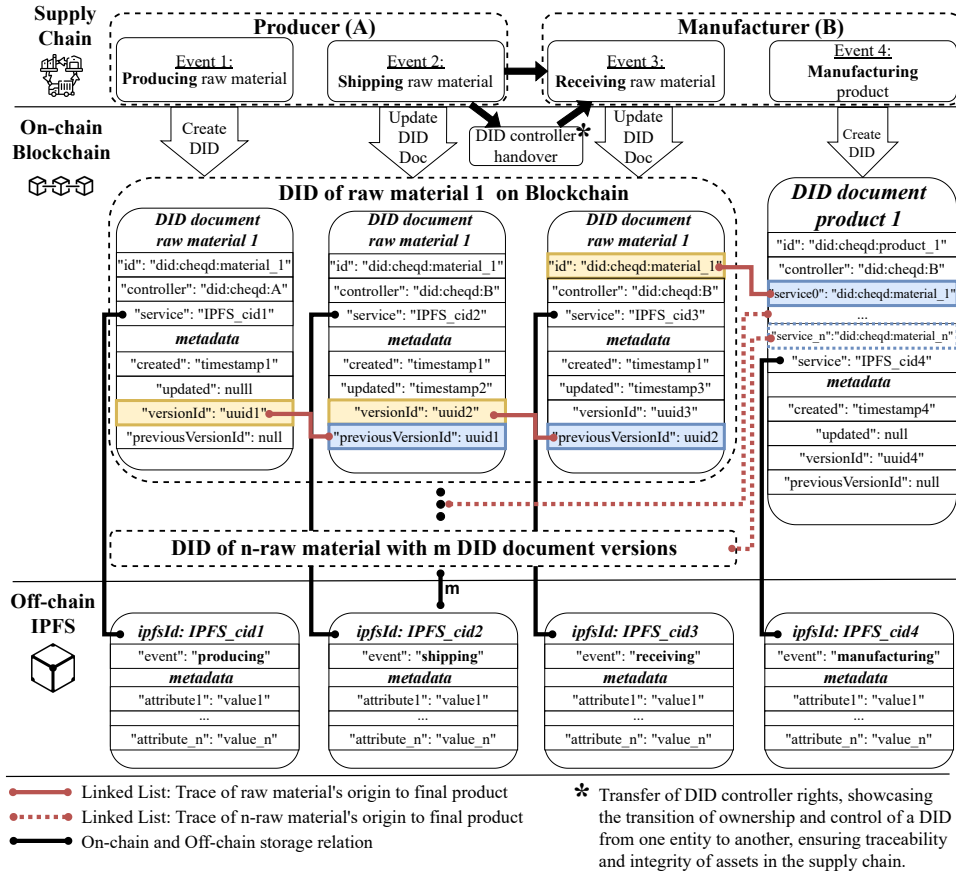 Supply
Chain
Producer (A)
Event 1:
Producing raw material
Event 2:
Shipping raw material
Manufacturer (B)
Event 3:
Receiving raw material
Event 4:
Manufacturing
product
On-chain
Blockchain
Create
DID
Update
DID
Doc
DID controller
handover
*
Update
DID
Doc
Create
DID
DID of raw material 1 on Blockchain
DID document
raw material 1
"id": "did:cheqd:material_1"
"controller": "did:cheqd:A"
"service": "IPFS_cid1"
metadata
"created": "timestamp1"
"updated": nulll
"versionId": "uuid1"
"previousVersionId": null
DID document
raw material 1
"id": "did:cheqd:material_1"
"controller": "did:cheqd:B"
"service": "IPFS_cid2"
metadata
"created": "timestamp1"
"updated": "timestamp2"
"versionId": "uuid2"
"previousVersionId": uuid1
DID document
raw material 1
"id": "did:cheqd:material_1"
"controller": "did:cheqd:B"
"service": "IPFS_cid3"
metadata
"created": "timestamp1"
"updated": "timestamp3"
"versionId": "uuid3"
"previousVersionId": uuid2
DID document
product 1
"id": "did:cheqd:product_1"
"controller": "did:cheqd:B"
"service0": "did:cheqd:material_1"
...
"service_n":"did:cheqd:material_n"
"service": "IPFS_cid4"
metadata
"created": "timestamp4"
"updated": null
"versionId": "uuid4"
"previousVersionId": null
DID of n-raw material with m DID document versions
m
Off-chain
IPFS
ipfsId: IPFS_cid1
"event": "producing"
metadata
"attribute1": "value1"
...
"attribute_n": "value_n"
ipfsId: IPFS_cid2
"event": "shipping"
metadata
"attribute1": "value1"
...
"attribute_n": "value_n"
ipfsId: IPFS_cid3
"event": "receiving"
metadata
"attribute1": "value1"
...
"attribute_n": "value_n"
ipfsId: IPFS_cid4
"event": "manufacturing"
metadata
"attribute1": "value1"
...
"attribute_n": "value_n"
Linked List: Trace of raw material's origin to final product
Linked List: Trace of n-raw material's origin to final product
On-chain and Off-chain storage relation
* Transfer of DID controller rights, showcasing
the transition of ownership and control of a DID
from one entity to another, ensuring traceability
and integrity of assets in the supply chain.